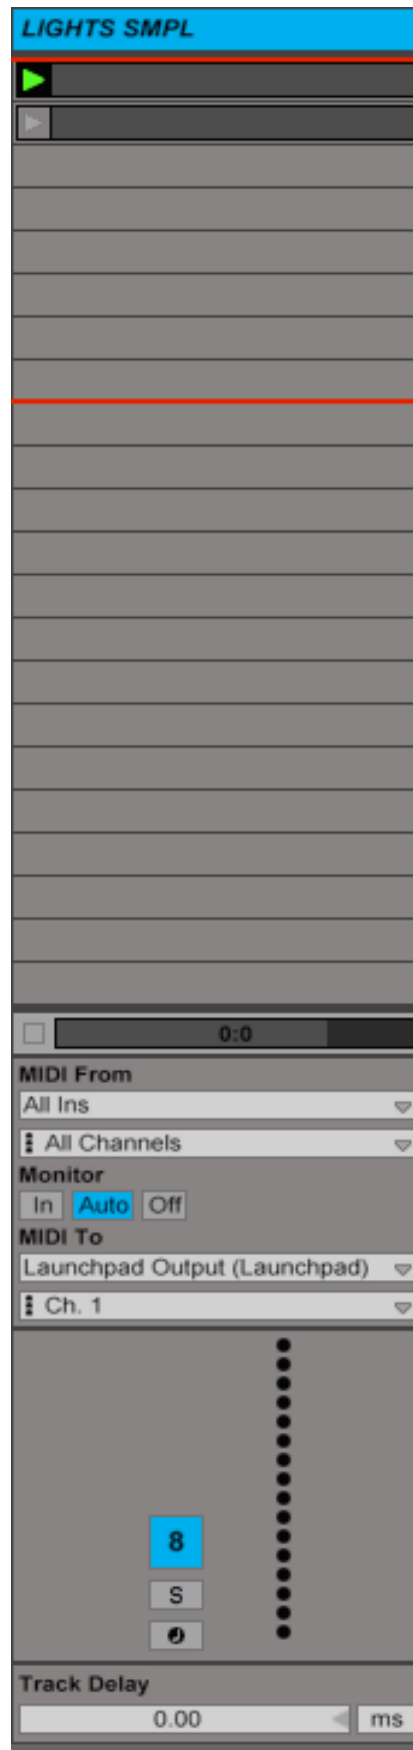 LIGHTS SMPL
0:0
MIDI From
All Ins
All Channels
Monitor
In Auto Off
MIDI To
Launchpad Output (Launchpad)
Ch. 1
8
S
Track Delay
0.00 ms